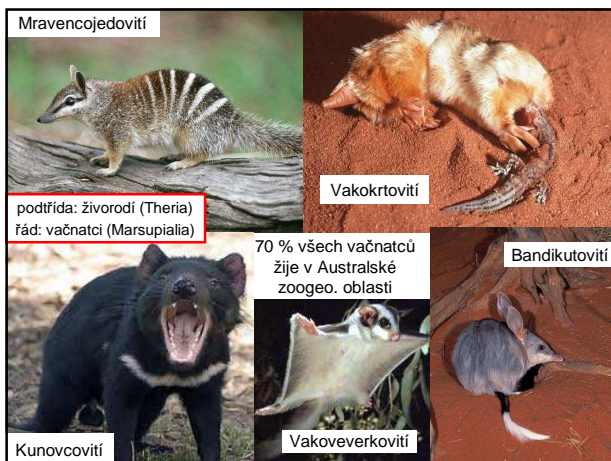 Mravencojedovití
Vakokrtovití
podtřída: živorodí (Theria)
řád: vačnatci (Marsupialia)
70 % všech vačnatců
žije v Australské
zoogeo. oblasti
Bandikutovití
Kunovcovití
Vakoveverkovití